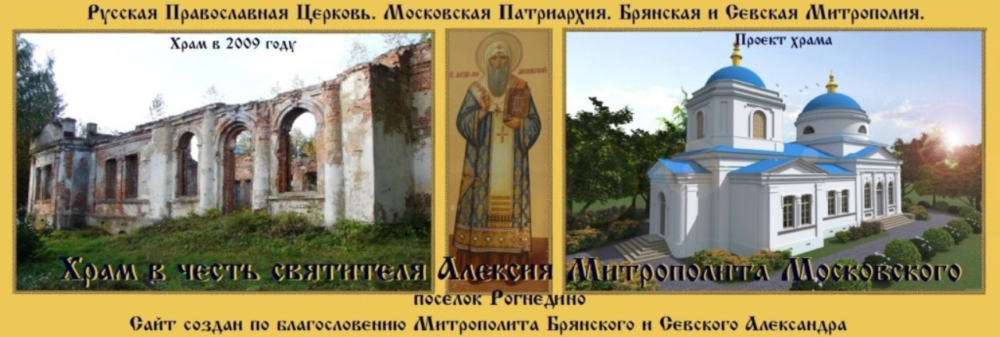 Русская Православная Церковь. Московская Патриархия. Брянская и Севская Митрополия.
Храм в 2009 году
Проект храма
Храм в честь святителя Алексия Митрополита Московского
поселок Рогнедино
Сайт создан по благословению Митрополита Брянского и Севского Александра